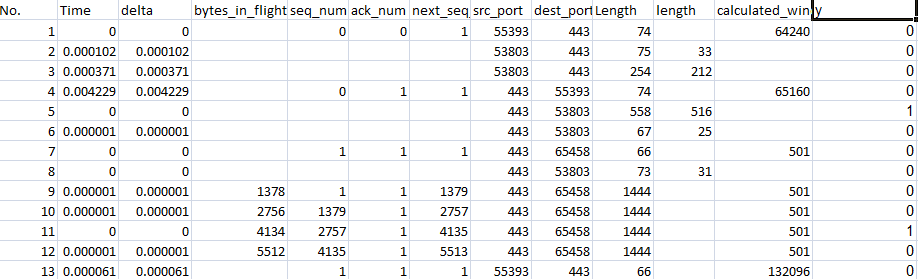 No. Time delta bytes_in_flight seq_num ack_num next_seq src_port dest_port Length length calculated_win y
1 0 0 0 0 1 55393 443 74 64240 0
2 0.000102 0.000102 53803 443 75 33 0
3 0.000371 0.000371 53803 443 254 212 0
4 0.004229 0.004229 0 1 1 443 55393 74 65160 0
5 0 0 443 53803 558 516 1
6 0.000001 0.000001 443 53803 67 25 0
7 0 0 1 1 1 443 65458 66 501 0
8 0 0 443 53803 73 31 0
9 0.000001 0.000001 1378 1 1 1379 443 65458 1444 501 0
10 0.000001 0.000001 2756 1379 1 2757 443 65458 1444 501 0
11 0 0 4134 2757 1 4135 443 65458 1444 501 1
12 0.000001 0.000001 5512 4135 1 5513 443 65458 1444 501 0
13 0.000061 0.000061 1 1 1 55393 443 66 132096 0